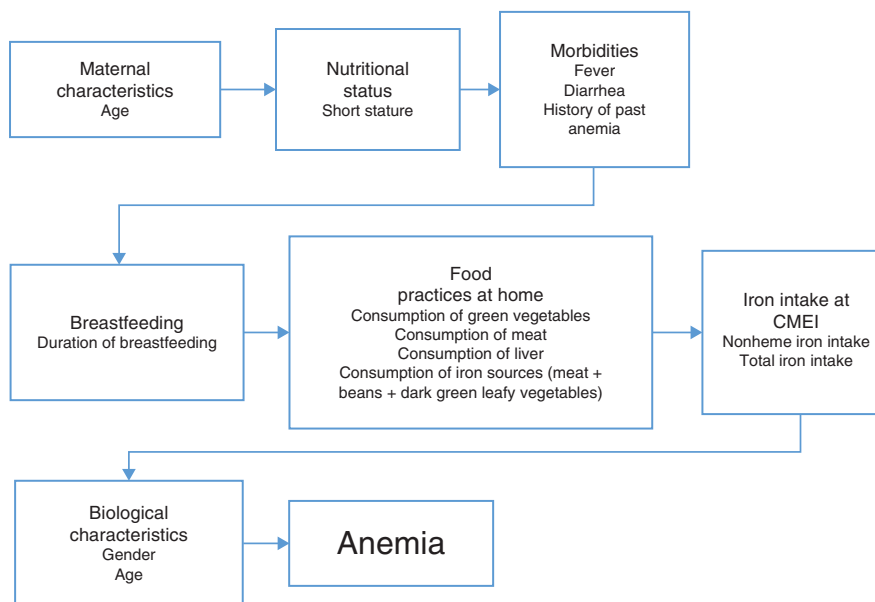 Maternal
characteristics
Age
Nutritional
status
Short stature
Morbidities
Fever
Diarrhea
History of past
anemia
Breastfeeding
Duration of breastfeeding
Food
practices at home
Consumption of green vegetables
Consumption of meat
Consumption of liver
Consumption of iron sources (meat +
beans + dark green leafy vegetables)
Iron intake at
CMEI
Nonheme iron intake
Total iron intake
Biological
characteristics
Gender
Age
Anemia